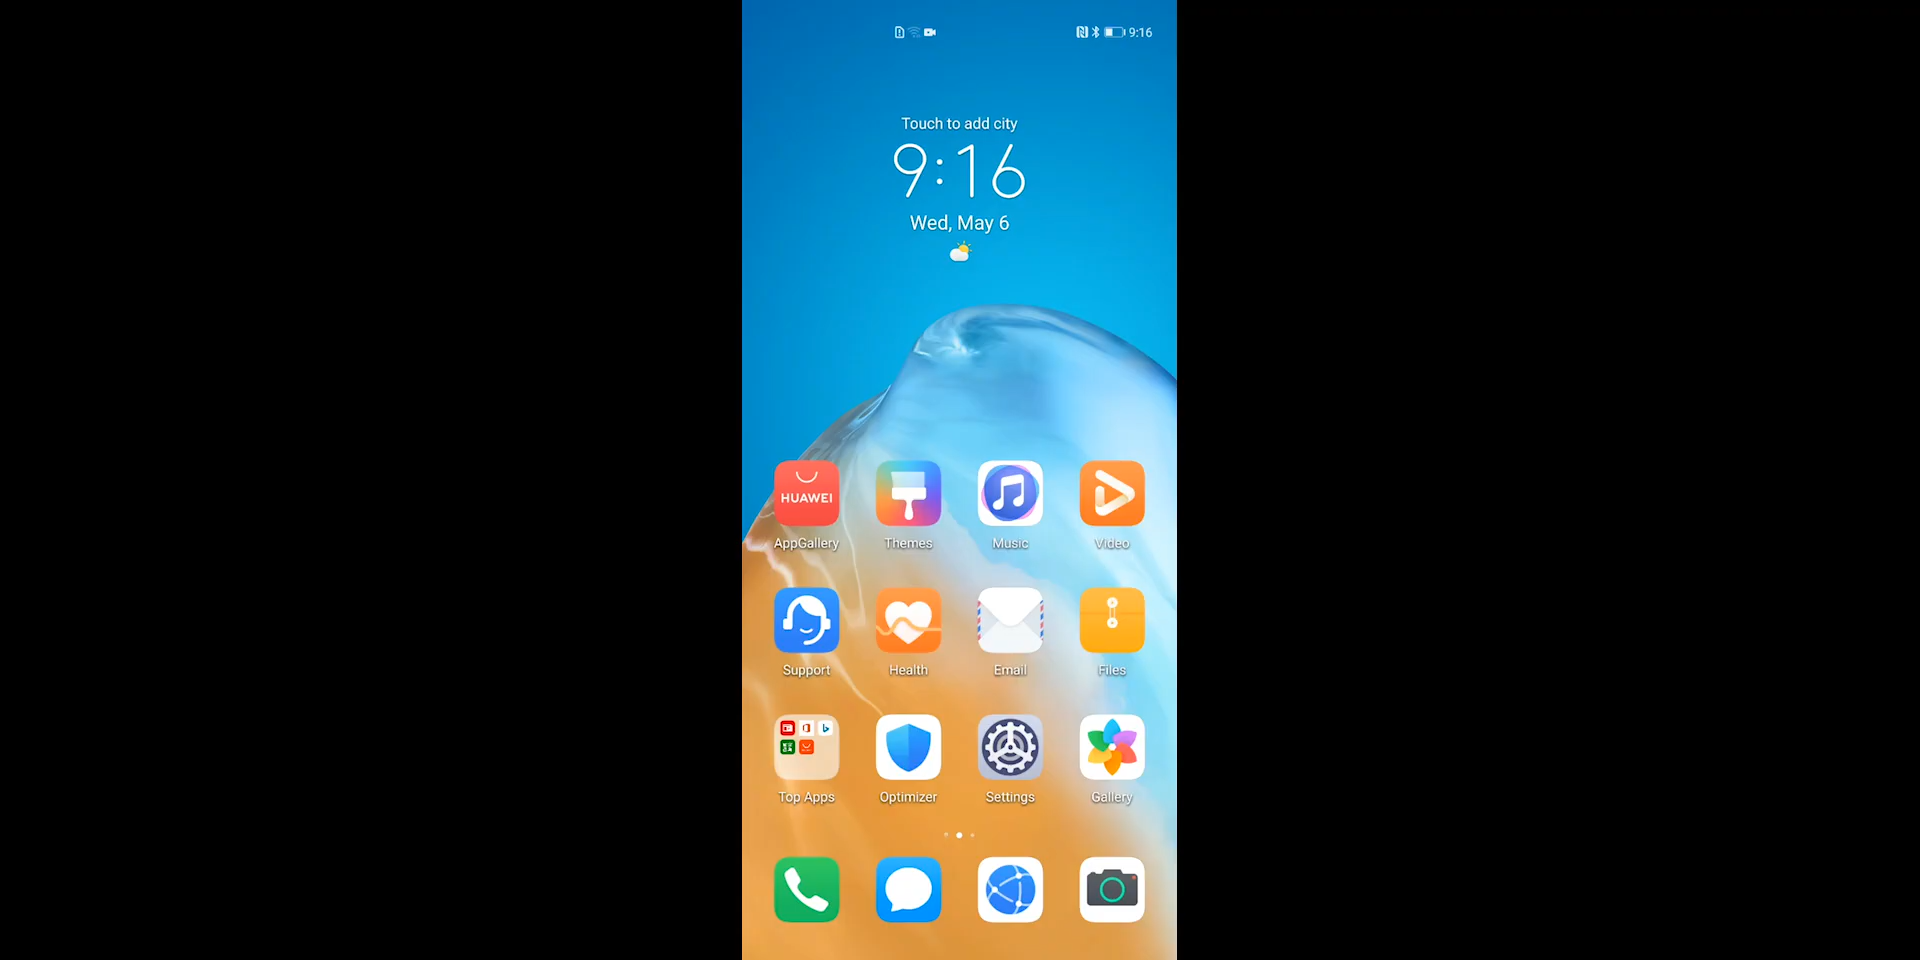 9:16
Touch to add city
9:16
Wed, May 6
HUAWEI
AppGallery Themes Music Video
Support Health Email Files
Top Apps Optimizer Settings Gallery